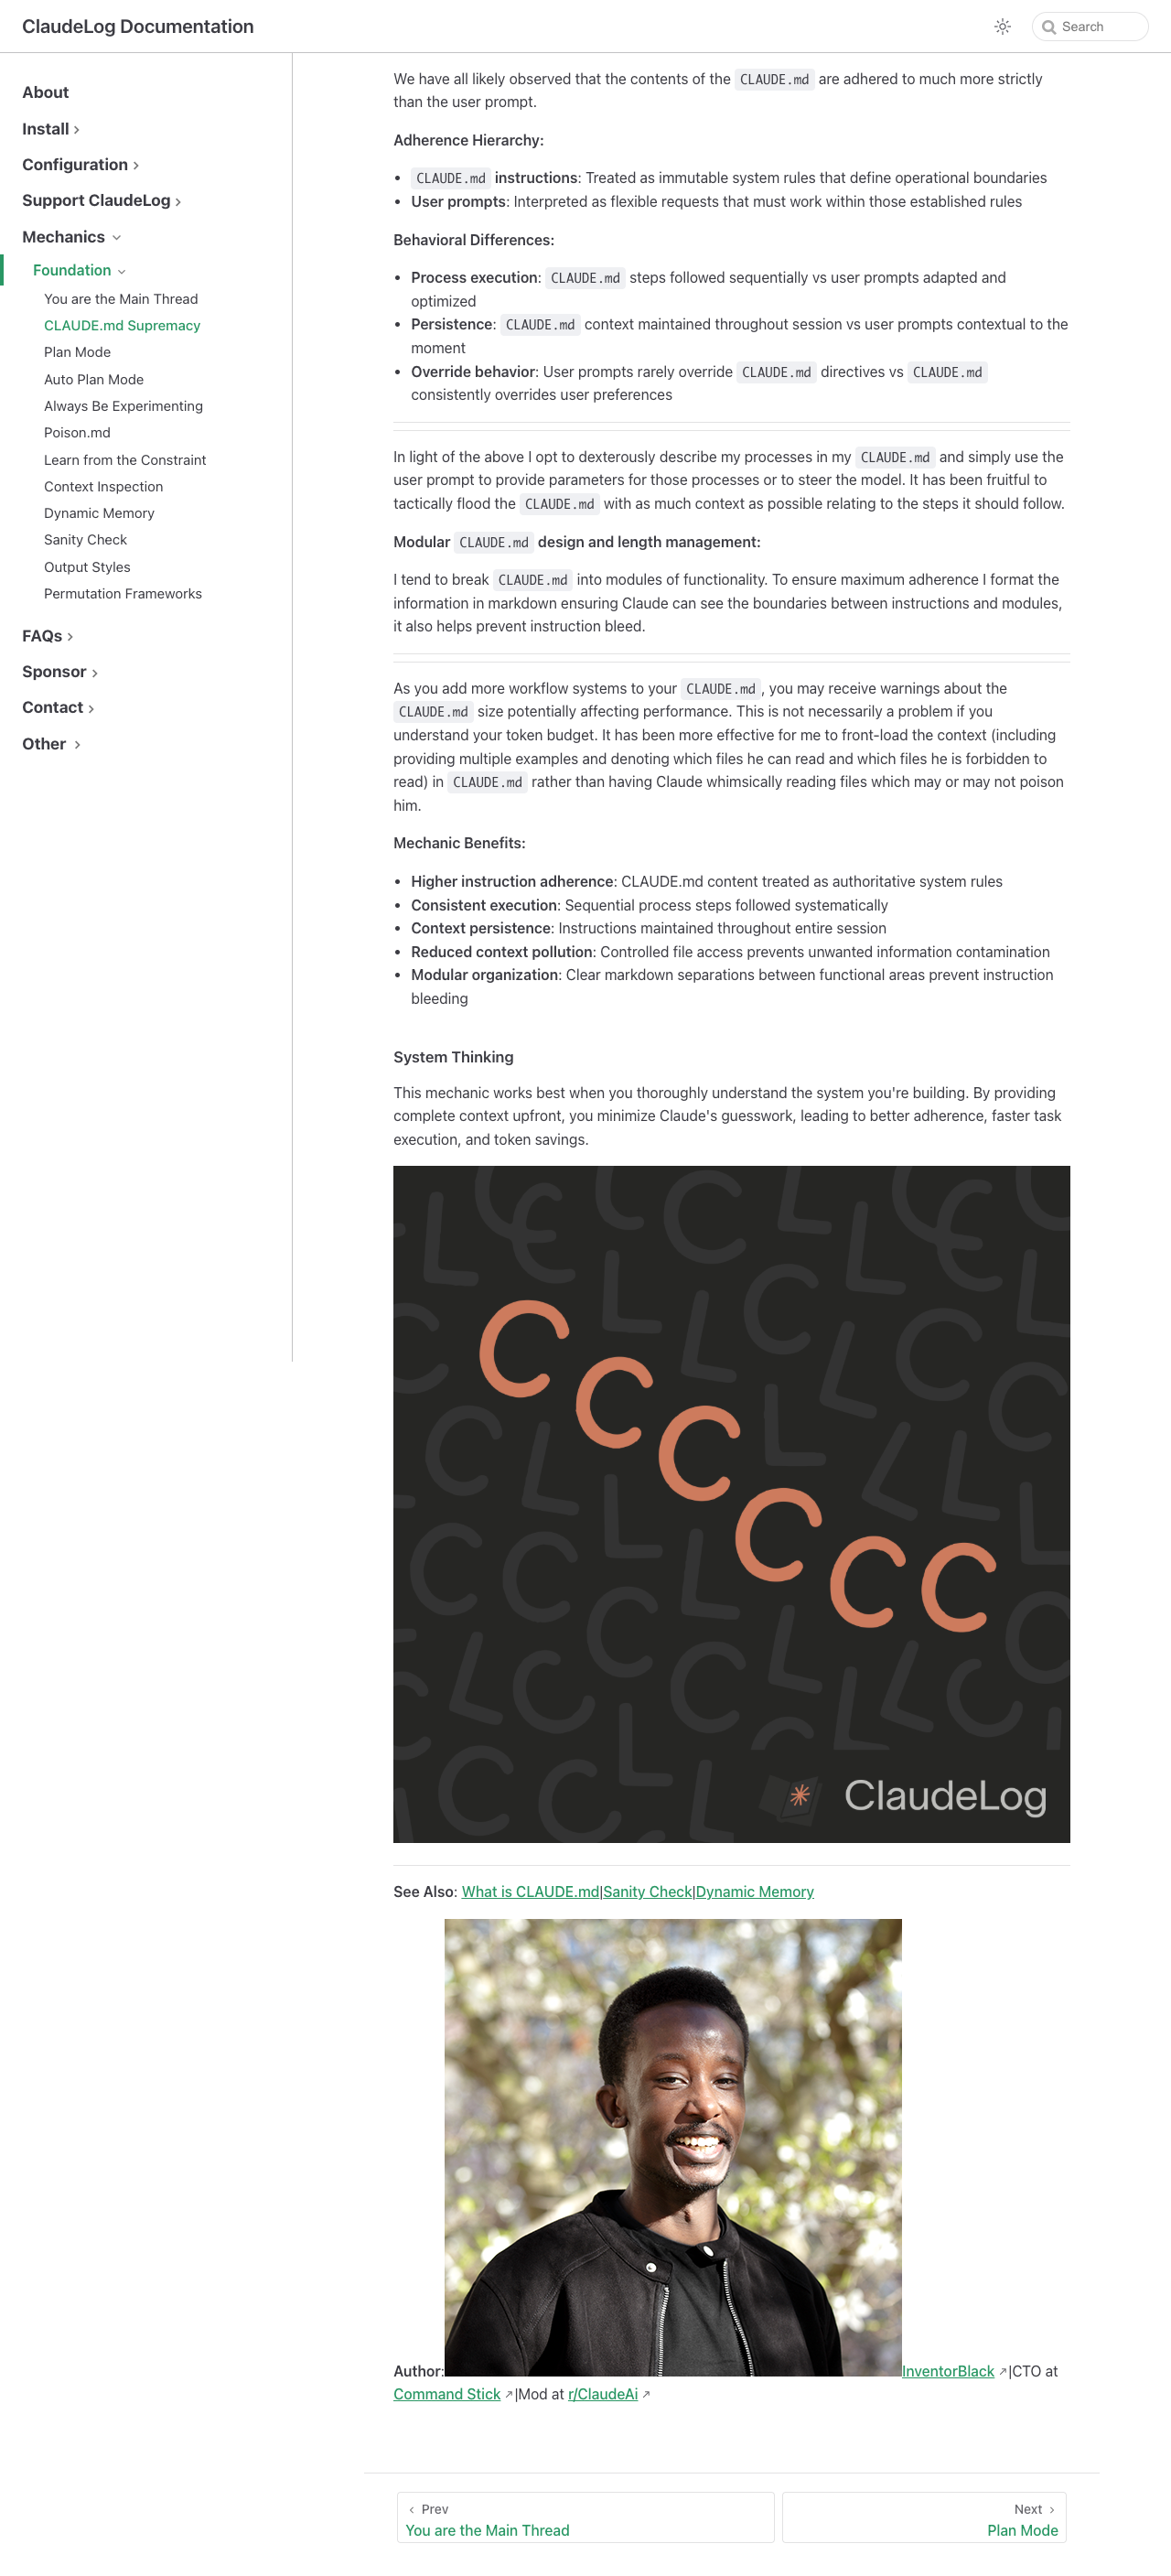 ClaudeLog Documentation
Search
About
Install
Configuration
Support ClaudeLog
Mechanics
Foundation
You are the Main Thread
CLAUDE.md Supremacy
Plan Mode
Auto Plan Mode
Always Be Experimenting
Poison.md
Learn from the Constraint
Context Inspection
Dynamic Memory
Sanity Check
Output Styles
Permutation Frameworks
FAQs
Sponsor
Contact
Other
We have all likely observed that the contents of the CLAUDE.md are adhered to much more strictly
than the user prompt.
Adherence Hierarchy:
• CLAUDE.md instructions: Treated as immutable system rules that define operational boundaries
• User prompts: Interpreted as flexible requests that must work within those established rules
Behavioral Differences:
• Process execution: CLAUDE.md steps followed sequentially vs user prompts adapted and
optimized
• Persistence: CLAUDE.md context maintained throughout session vs user prompts contextual to the
moment
• Override behavior: User prompts rarely override CLAUDE.md directives vs CLAUDE.md
consistently overrides user preferences
In light of the above I opt to dexterously describe my processes in my CLAUDE.md and simply use the
user prompt to provide parameters for those processes or to steer the model. It has been fruitful to
tactically flood the CLAUDE.md with as much context as possible relating to the steps it should follow.
Modular CLAUDE.md design and length management:
I tend to break CLAUDE.md into modules of functionality. To ensure maximum adherence I format the
information in markdown ensuring Claude can see the boundaries between instructions and modules,
it also helps prevent instruction bleed.
As you add more workflow systems to your CLAUDE.md, you may receive warnings about the
CLAUDE.md size potentially affecting performance. This is not necessarily a problem if you
understand your token budget. It has been more effective for me to front-load the context (including
providing multiple examples and denoting which files he can read and which files he is forbidden to
read) in CLAUDE.md rather than having Claude whimsically reading files which may or may not poison
him.
Mechanic Benefits:
• Higher instruction adherence: CLAUDE.md content treated as authoritative system rules
• Consistent execution: Sequential process steps followed systematically
• Context persistence: Instructions maintained throughout entire session
• Reduced context pollution: Controlled file access prevents unwanted information contamination
• Modular organization: Clear markdown separations between functional areas prevent instruction
bleeding
System Thinking
This mechanic works best when you thoroughly understand the system you're building. By providing
complete context upfront, you minimize Claude's guesswork, leading to better adherence, faster task
execution, and token savings.
C C C C C C
ClaudeLog
See Also: What is CLAUDE.md|Sanity Check|Dynamic Memory
Author: InventorBlack ↗ |CTO at
Command Stick ↗ |Mod at r/ClaudeAi ↗
‹ Prev
You are the Main Thread
Next ›
Plan Mode